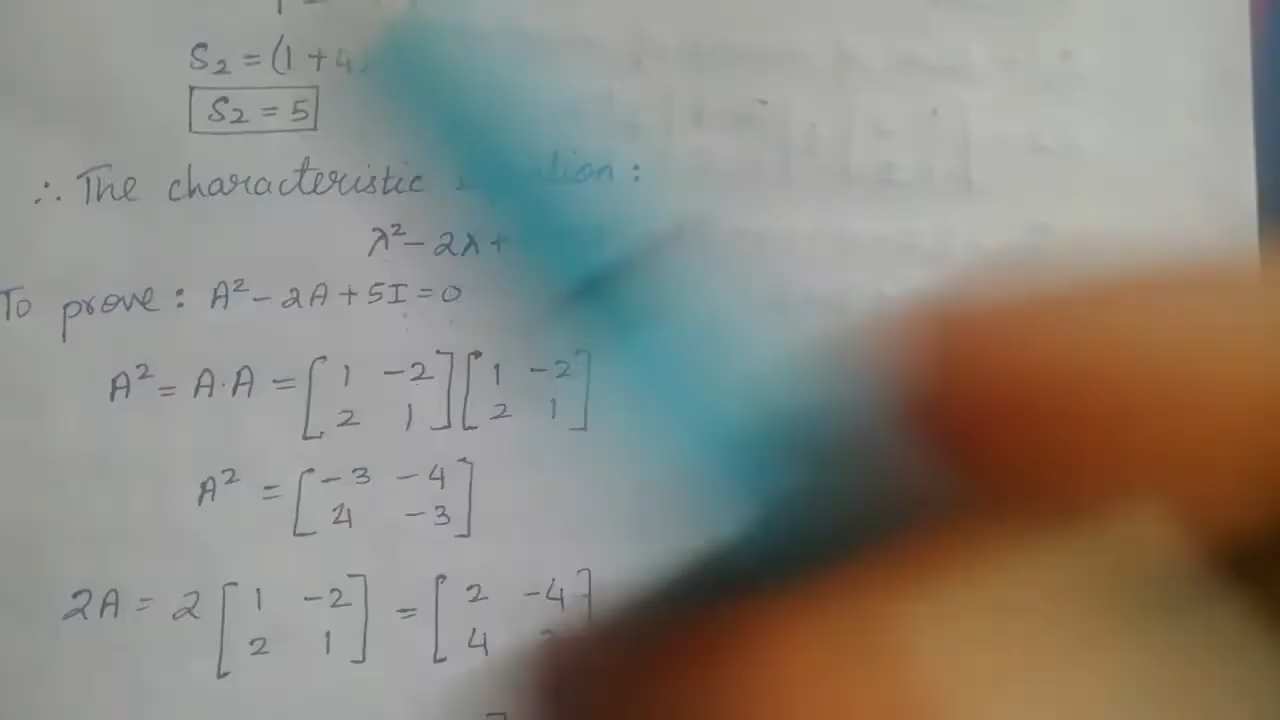 S₂ = (1 + 4
S₂ = 5
∴ The characteristic :
λ² - 2λ +
To prove : A² - 2A + 5I = 0
A² = A·A = [1 -2 2 1] [1 -2 2 1]
A² = [-3 -4 4 -3]
2A = 2 [1 -2 2 1] = [2 -4 4